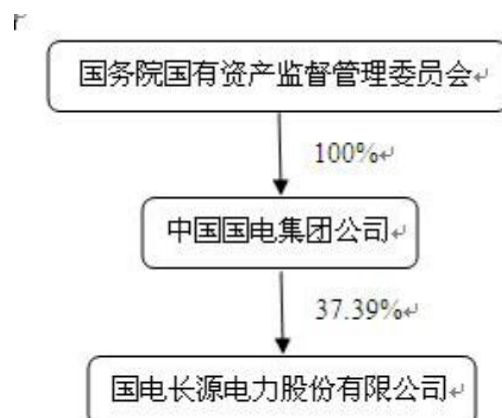 国务院国有资产监督管理委员会
100%
中国国电集团公司
37.39%
国电长源电力股份有限公司